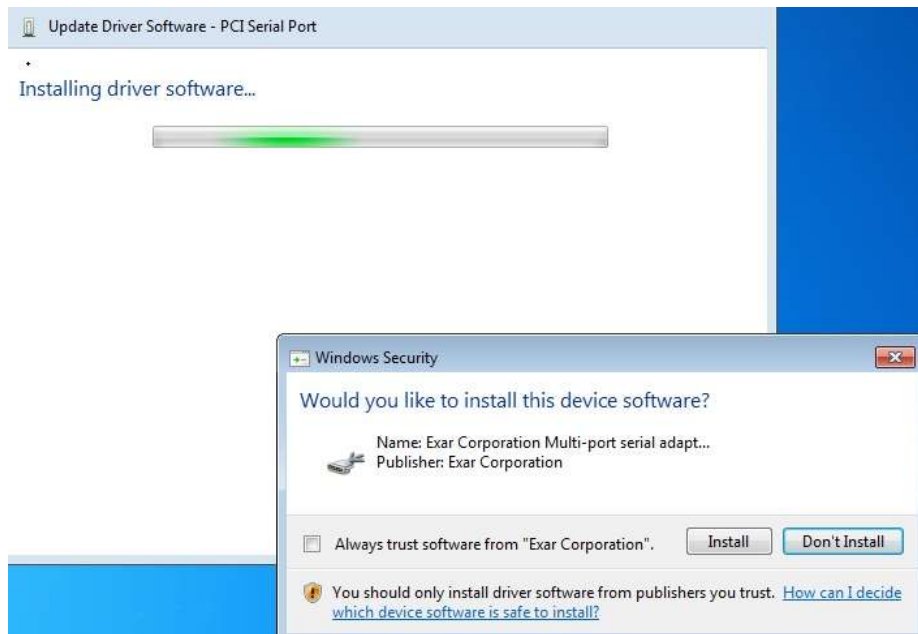 Update Driver Software - PCI Serial Port
Installing driver software...
Windows Security
Would you like to install this device software?
Name: Exar Corporation Multi-port serial adapt...
Publisher: Exar Corporation
Always trust software from "Exar Corporation".
Install
Don't Install
You should only install driver software from publishers you trust. How can I decide
which device software is safe to install?